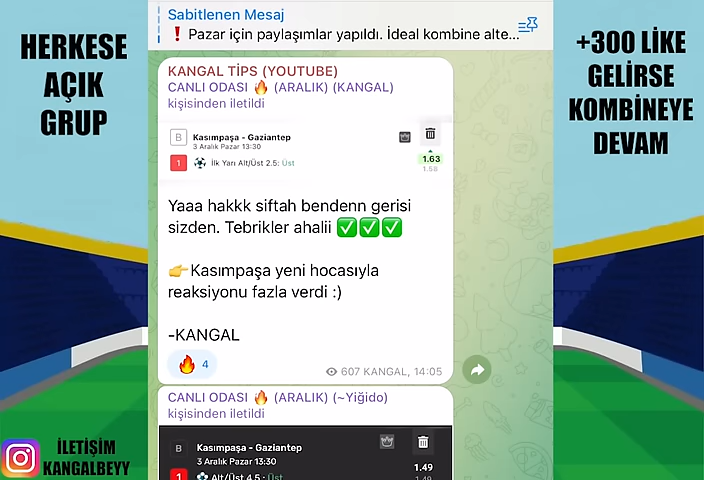 HERKESE
AÇIK
GRUP
Sabitlenen Mesaj
❗ Pazar için paylaşımlar yapıldı. İdeal kombine alte...
+300 LİKE
GELİRSE
KOMBİNEYE
DEVAM
KANGAL TİPS (YOUTUBE)
CANLI ODASI 🔥 (ARALIK) (KANGAL)
kişisinden iletildi
B Kasımpaşa - Gaziantep
3 Aralık Pazar 13:30
1 ⚽ İlk Yarı Alt/Üst 2.5: Üst
1.63
1.58
Yaaa hakkk siftah bendenn gerisi
sizden. Tebrikler ahalii ✅✅✅
👉Kasımpaşa yeni hocasıyla
reaksiyonu fazla verdi :)
-KANGAL
🔥 4
607 KANGAL, 14:05
CANLI ODASI 🔥 (ARALIK) (~Yiğido)
kişisinden iletildi
B Kasımpaşa - Gaziantep
3 Aralık Pazar 13:30
1.49
1 ⚽ Alt/Üst 4.5: Üst
1.49
İLETİŞİM
KANGALBEYY